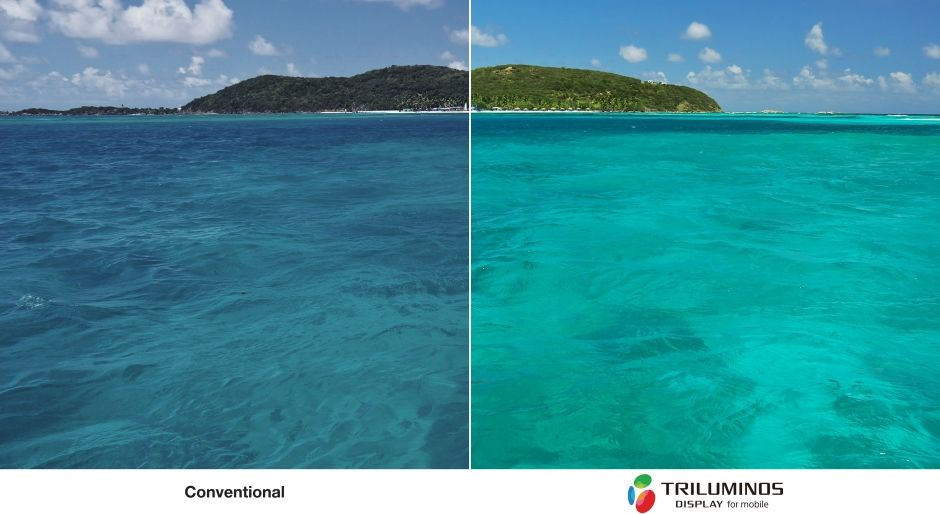 Conventional
TRILUMINOS
DISPLAY for mobile